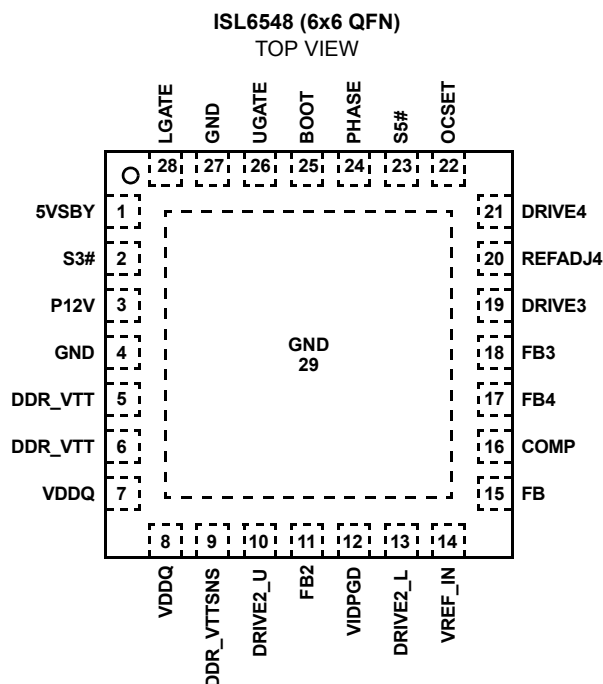 ISL6548 (6x6 QFN)
TOP VIEW
LGATE
GND
UGATE
BOOT
PHASE
S5#
OCSET
28 27 26 25 24 23 22
5VSBY 1
S3# 2
P12V 3
GND 4
DDR_VTT 5
DDR_VTT 6
VDDQ 7
GND
29
21 DRIVE4
20 REFADJ4
19 DRIVE3
18 FB3
17 FB4
16 COMP
15 FB
8 9 10 11 12 13 14
VDDQ
DDR_VTTSNS
DRIVE2_U
FB2
VIDPGD
DRIVE2_L
VREF_IN